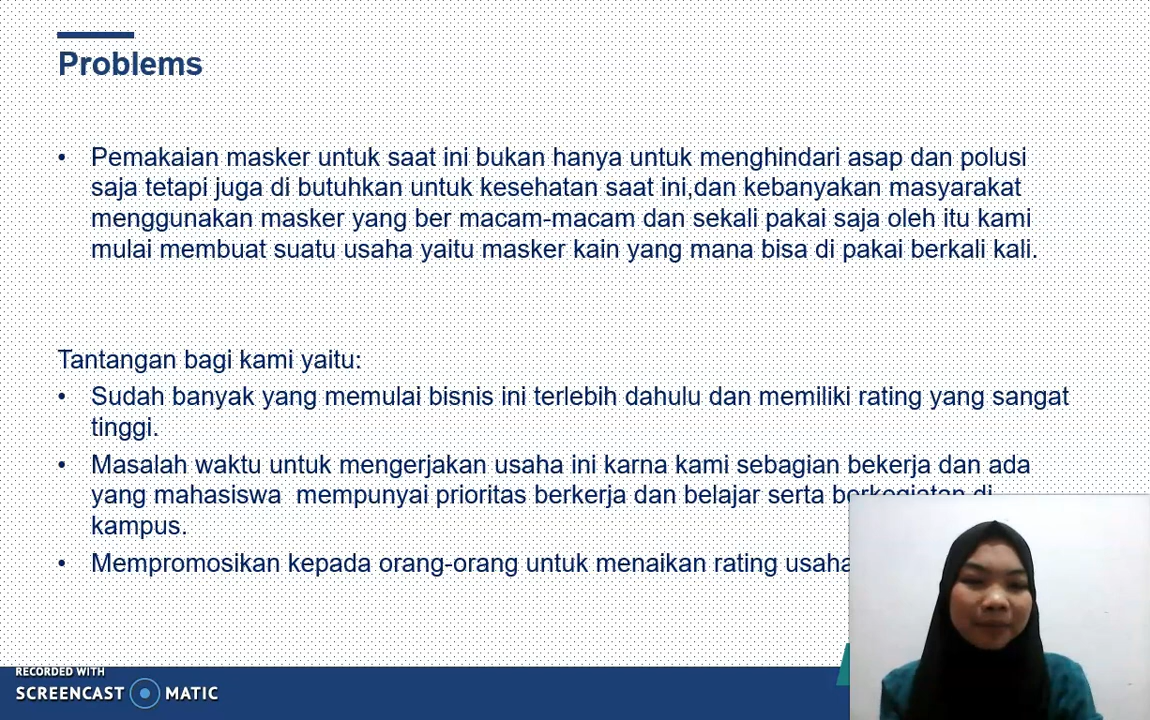 Problems
• Pemakaian masker untuk saat ini bukan hanya untuk menghindari asap dan polusi
saja tetapi juga di butuhkan untuk kesehatan saat ini,dan kebanyakan masyarakat
menggunakan masker yang ber macam-macam dan sekali pakai saja oleh itu kami
mulai membuat suatu usaha yaitu masker kain yang mana bisa di pakai berkali kali.
Tantangan bagi kami yaitu:
• Sudah banyak yang memulai bisnis ini terlebih dahulu dan memiliki rating yang sangat
tinggi.
• Masalah waktu untuk mengerjakan usaha ini karna kami sebagian bekerja dan ada
yang mahasiswa  mempunyai prioritas berkerja dan belajar serta berkegiatan di
kampus.
• Mempromosikan kepada orang-orang untuk menaikan rating usaha
RECORDED WITH
SCREENCAST MATIC